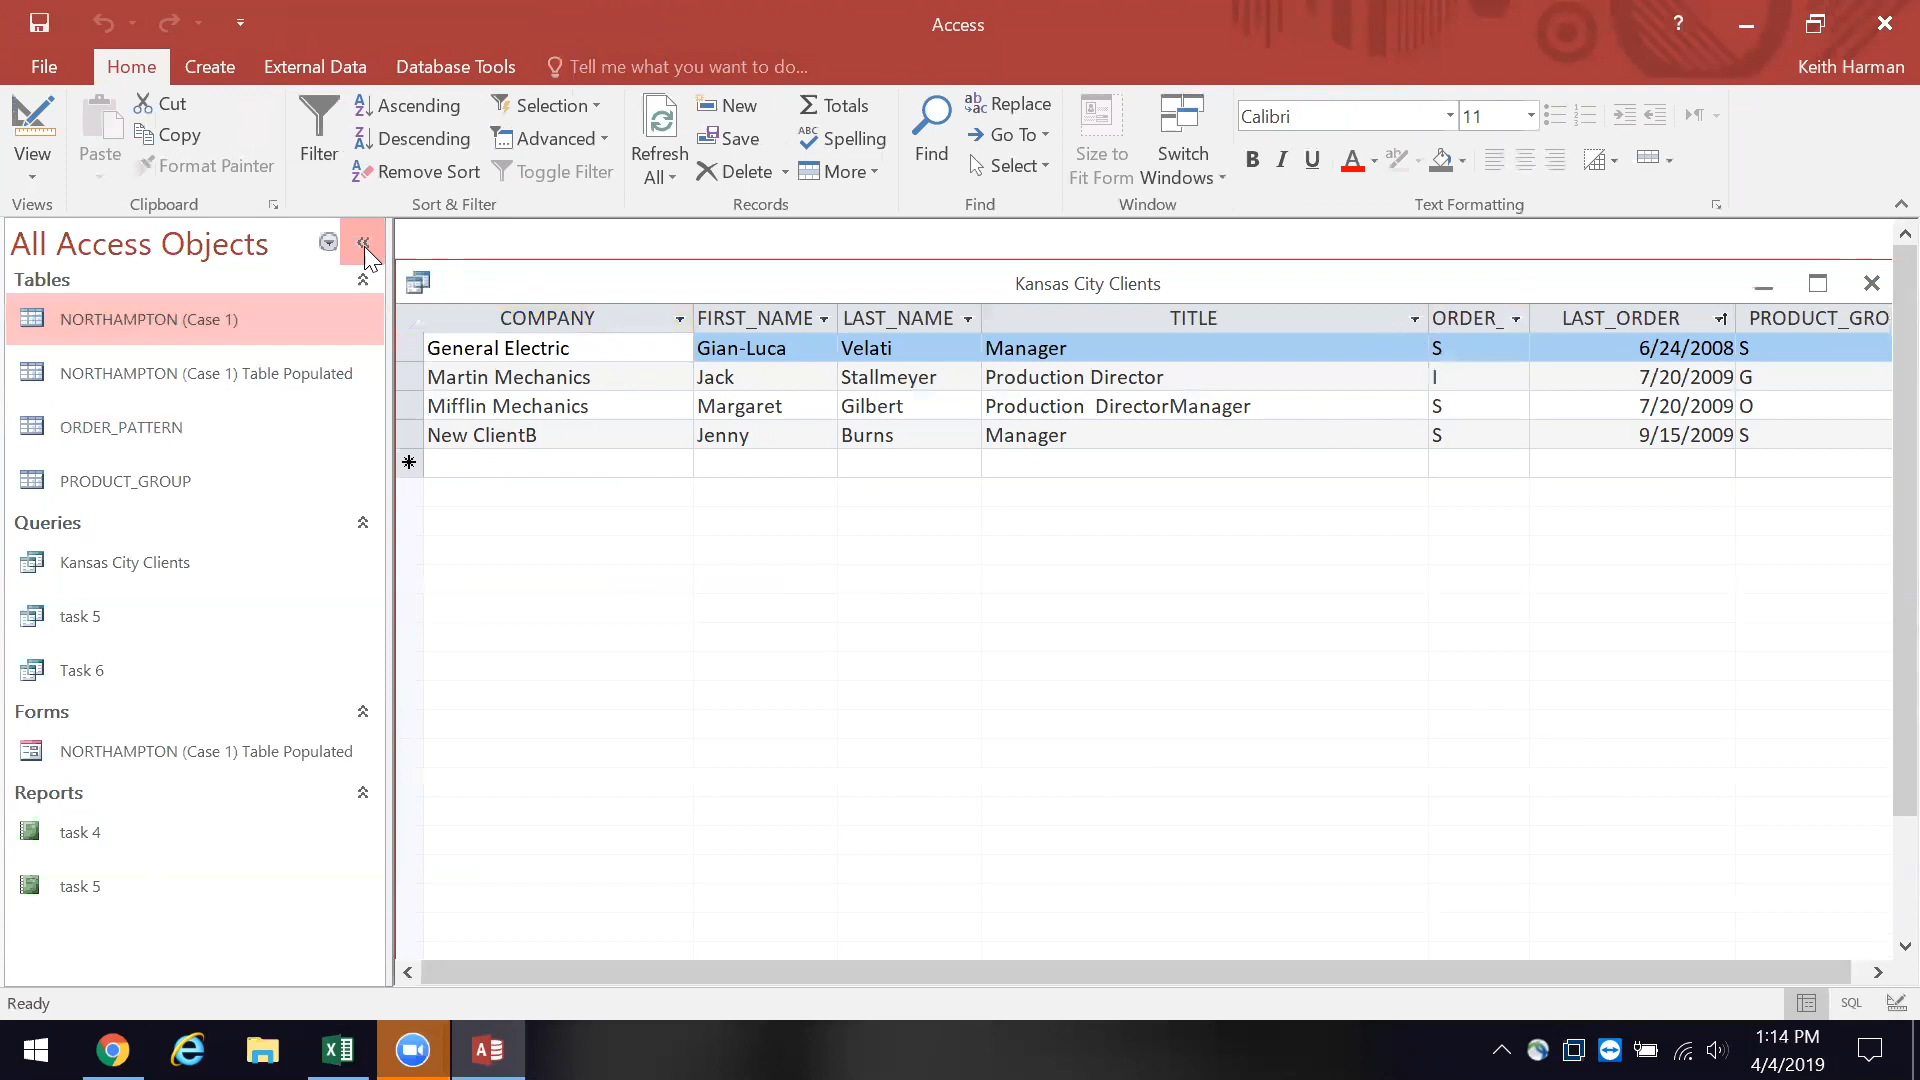 Access
File Home Create External Data Database Tools Tell me what you want to do... Keith Harman
View
Views
Paste
Cut
Copy
Format Painter
Clipboard
Filter
Ascending
Descending
Remove Sort
Selection
Advanced
Toggle Filter
Sort & Filter
Refresh
All
New
Save
Delete
Totals
Spelling
More
Records
Find
Replace
Go To
Select
Find
Size to
Fit Form
Switch
Windows
Window
Calibri 11
B I U A
Text Formatting
All Access Objects
Tables
NORTHAMPTON (Case 1)
NORTHAMPTON (Case 1) Table Populated
ORDER_PATTERN
PRODUCT_GROUP
Queries
Kansas City Clients
task 5
Task 6
Forms
NORTHAMPTON (Case 1) Table Populated
Reports
task 4
task 5
Kansas City Clients
COMPANY FIRST_NAME LAST_NAME TITLE ORDER_ LAST_ORDER PRODUCT_GRO
General Electric Gian-Luca Velati Manager S 6/24/2008 S
Martin Mechanics Jack Stallmeyer Production Director I 7/20/2009 G
Mifflin Mechanics Margaret Gilbert Production  DirectorManager S 7/20/2009 O
New ClientB Jenny Burns Manager S 9/15/2009 S
Ready
SQL
1:14 PM
4/4/2019